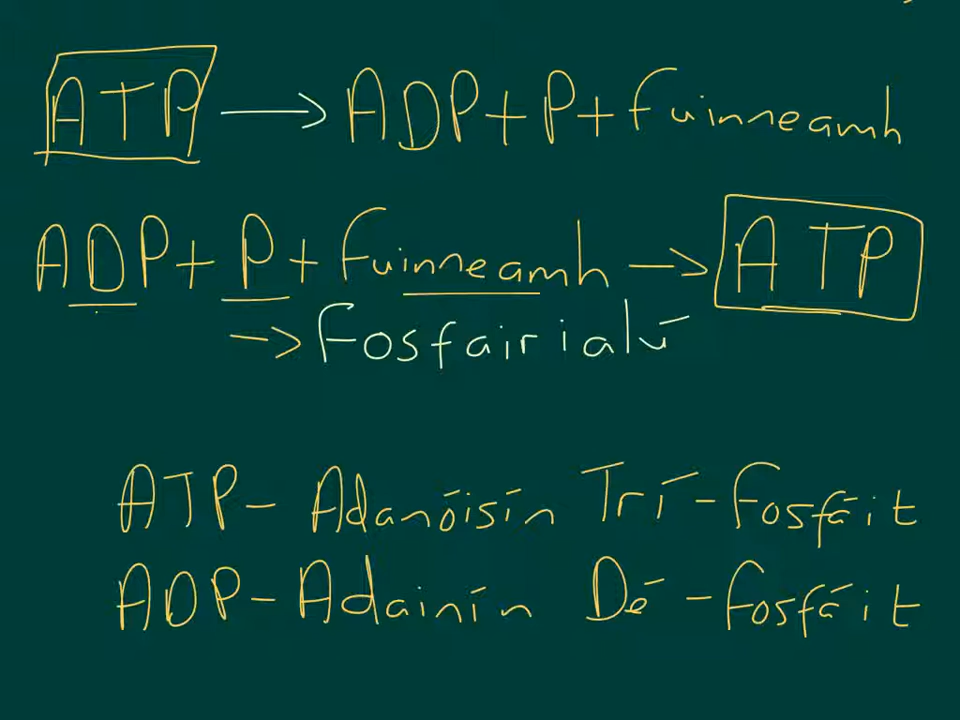 ATP → ADP + P + Fuinneamh
ADP + P + Fuinneamh → ATP
→ Fosfairialú
ATP - Adanóisín Trí - Fosfáit
ADP - Adainín Dé - Fosfáit